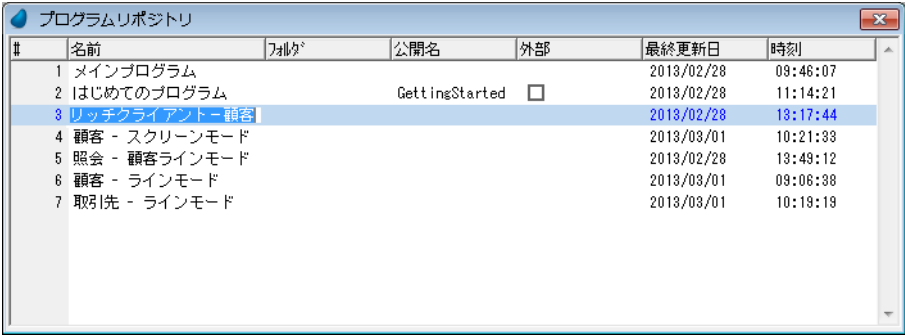 プログラムリポジトリ
# 名前 ﾌｫﾙﾀﾞ 公開名 外部 最終更新日 時刻
1 メインプログラム 2013/02/28 09:46:07
2 はじめてのプログラム GettingStarted 2013/02/28 11:14:21
3 リッチクライアントー顧客 2013/02/28 13:17:44
4 顧客 - スクリーンモード 2013/03/01 10:21:33
5 照会 - 顧客ラインモード 2013/02/28 13:49:12
6 顧客 - ラインモード 2013/03/01 09:06:38
7 取引先 - ラインモード 2013/03/01 10:19:19